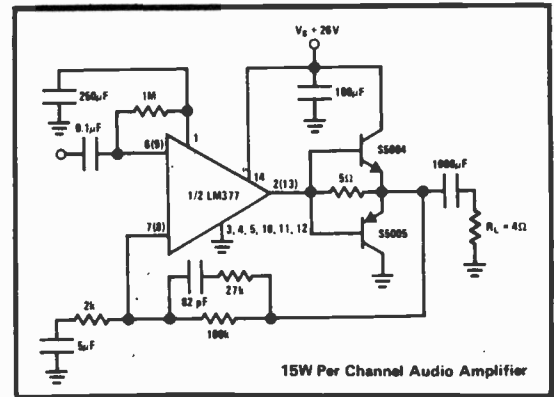 V_S + 26V
250μF
1M
100μF
0.1μF
1
6(9)
14
S5004
1000μF
1/2 LM377
2(13)
5Ω
7(8)
3, 4, 5, 10, 11, 12
S5005
R_L = 4Ω
2k
82 pF
27k
100k
5μF
15W Per Channel Audio Amplifier